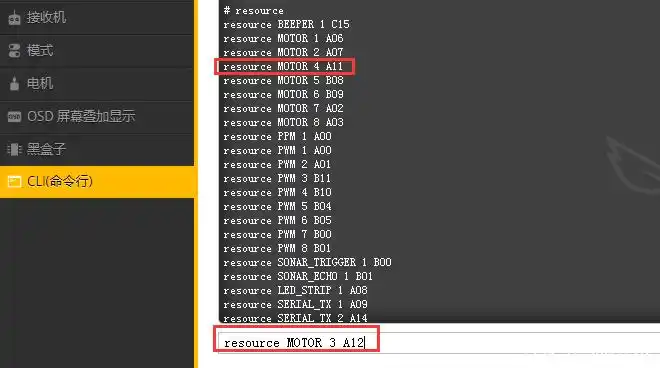 接收机
模式
电机
OSD 屏幕叠加显示
黑盒子
CLI(命令行)
# resource
resource BEEPER 1 C15
resource MOTOR 1 A06
resource MOTOR 2 A07
resource MOTOR 4 A11
resource MOTOR 5 B08
resource MOTOR 6 B09
resource MOTOR 7 A02
resource MOTOR 8 A03
resource PPM 1 A00
resource PWM 1 A00
resource PWM 2 A01
resource PWM 3 B11
resource PWM 4 B10
resource PWM 5 B04
resource PWM 6 B05
resource PWM 7 B00
resource PWM 8 B01
resource SONAR_TRIGGER 1 B00
resource SONAR_ECHO 1 B01
resource LED_STRIP 1 A08
resource SERIAL_TX 1 A09
resource SERIAL_TX 2 A14
resource MOTOR 3 A12